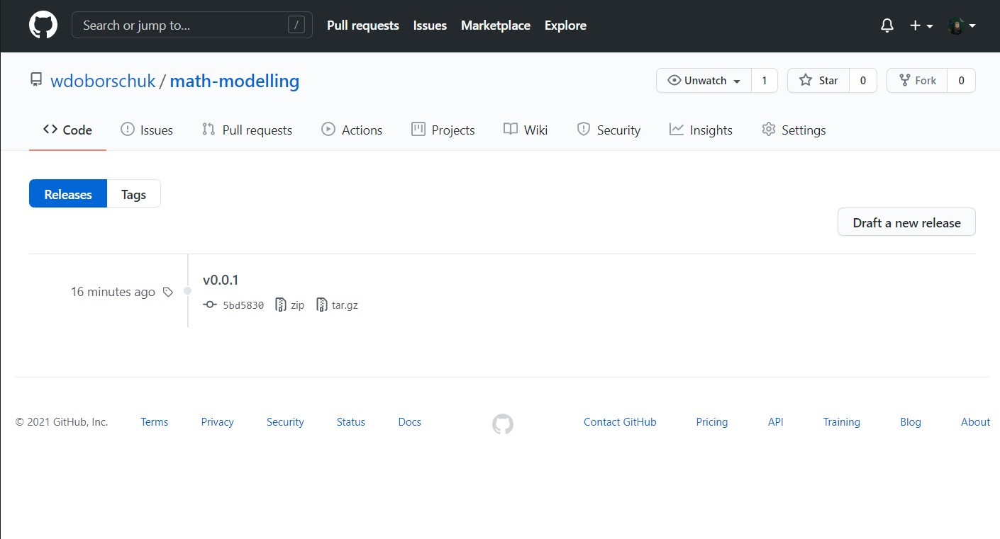 Search or jump to... / Pull requests Issues Marketplace Explore
wdoborschuk / math-modelling Unwatch 1 Star 0 Fork 0
Code Issues Pull requests Actions Projects Wiki Security Insights Settings
Releases Tags
Draft a new release
v0.0.1
16 minutes ago
5bd5830 zip tar.gz
© 2021 GitHub, Inc. Terms Privacy Security Status Docs Contact GitHub Pricing API Training Blog About